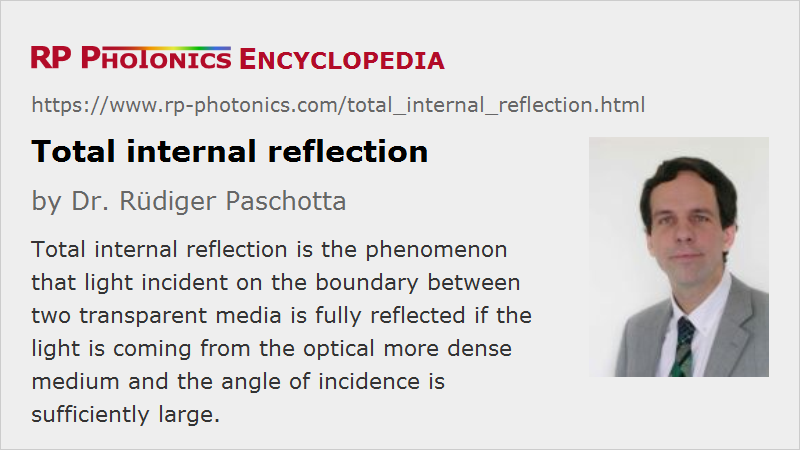 RP PHOTONICS ENCYCLOPEDIA
https://www.rp-photonics.com/total_internal_reflection.html
Total internal reflection
by Dr. Rüdiger Paschotta
Total internal reflection is the phenomenon
that light incident on the boundary between
two transparent media is fully reflected if the
light is coming from the optical more dense
medium and the angle of incidence is
sufficiently large.